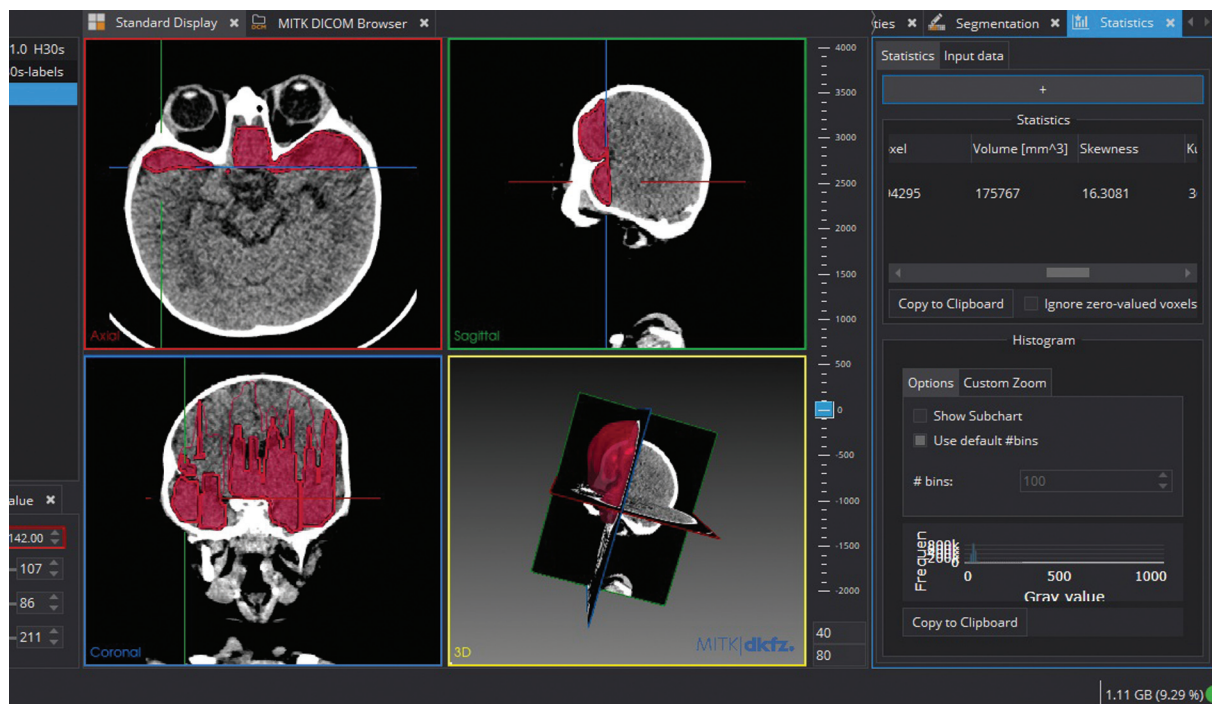 Standard Display
MITK DICOM Browser
ties
Segmentation
Statistics
1.0 H30s
0s-labels
Axial
Sagittal
Coronal
3D
MITK dkfz.
4000
3500
3000
2500
2000
1500
1000
500
0
-500
-1000
-1500
-2000
40
80
alue
142.00
107
86
211
Statistics Input data
+
Statistics
xel Volume [mm^3] Skewness
4295 175767 16.3081 3
Copy to Clipboard Ignore zero-valued voxels
Histogram
Options Custom Zoom
Show Subchart
Use default #bins
# bins: 100
Frequen
0 500 1000
Gray value
Copy to Clipboard
1.11 GB (9.29 %)